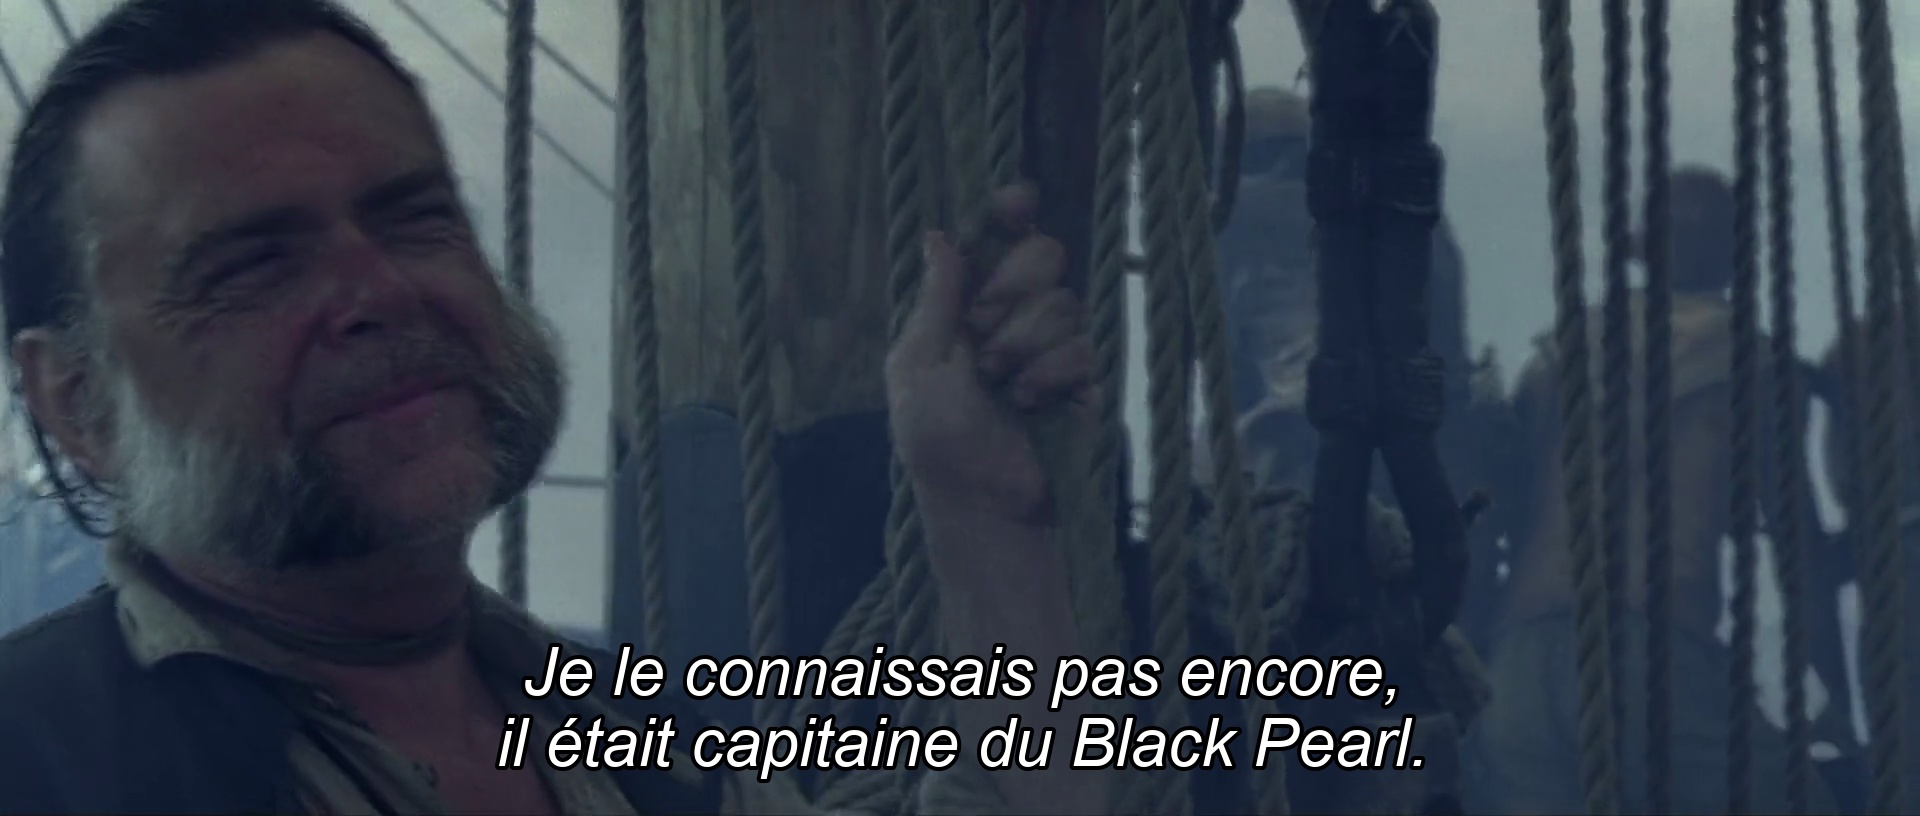 Je le connaissais pas encore,
il était capitaine du Black Pearl.